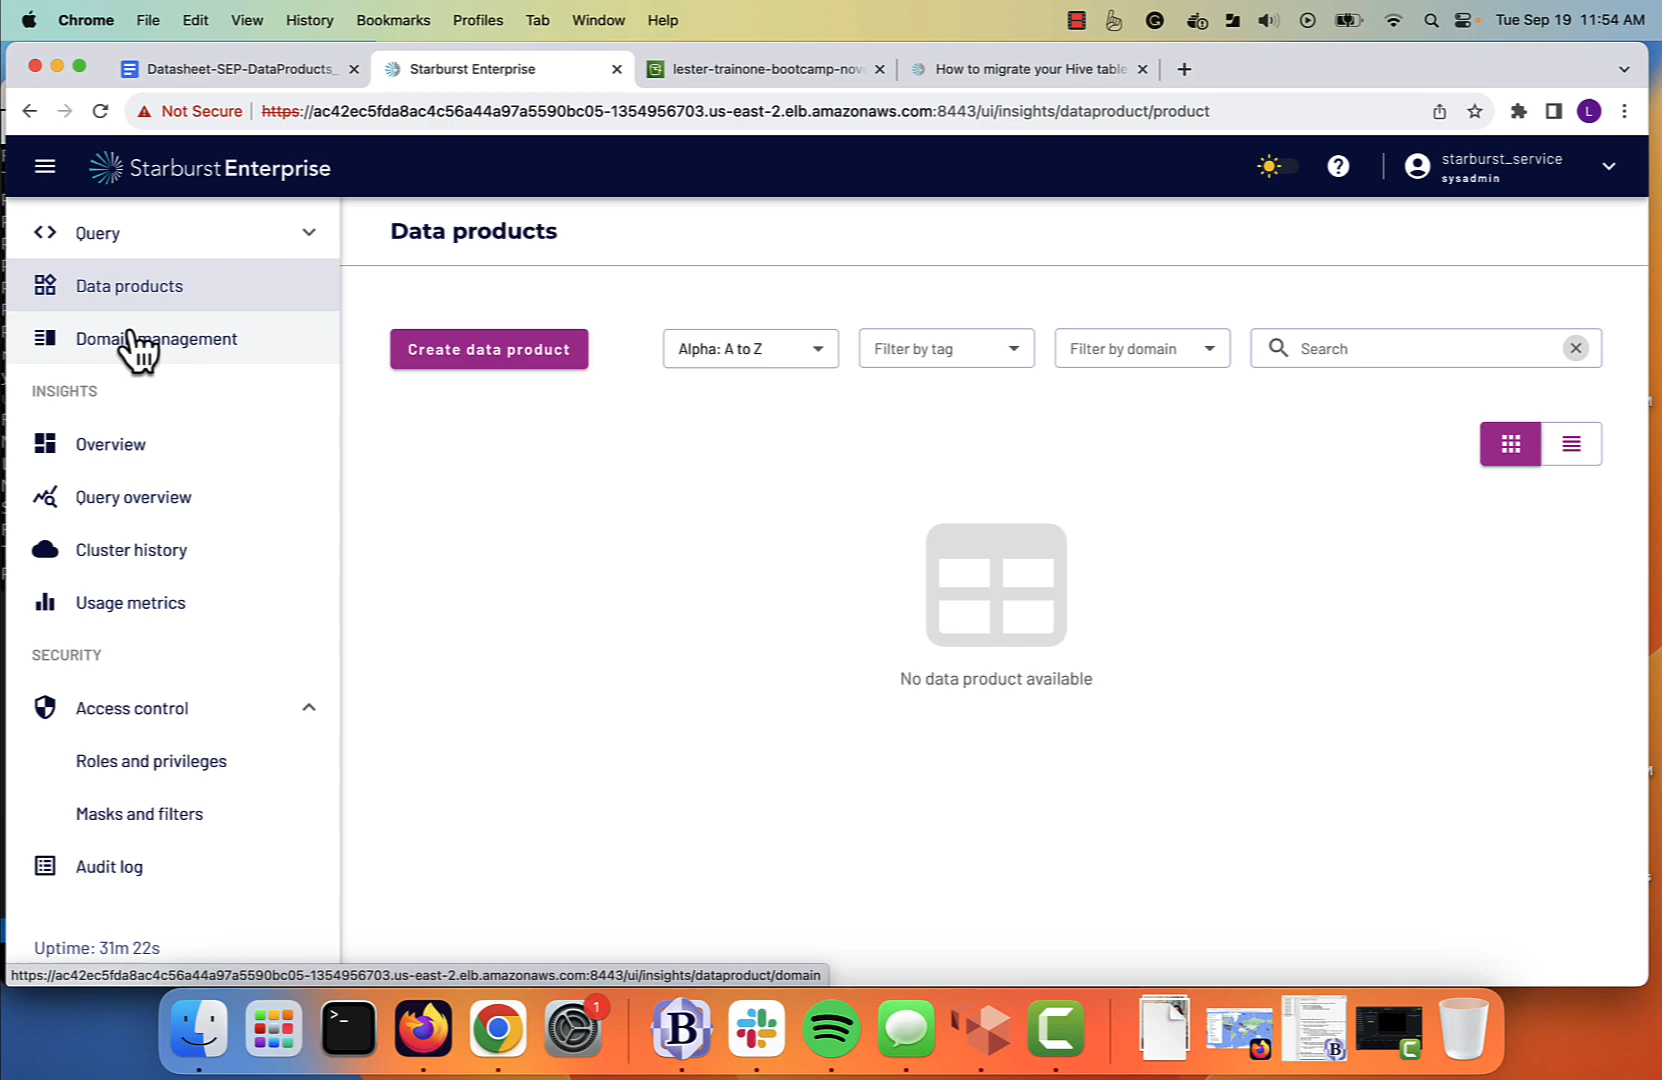 Chrome File Edit View History Bookmarks Profiles Tab Window Help Tue Sep 19 11:54 AM
Datasheet-SEP-DataProducts_ Starburst Enterprise lester-trainone-bootcamp-nov How to migrate your Hive table
Not Secure https://ac42ec5fda8ac4c56a44a97a5590bc05-1354956703.us-east-2.elb.amazonaws.com:8443/ui/insights/dataproduct/product L
Starburst Enterprise
starburst_service
sysadmin
Query
Data products
Domain management
INSIGHTS
Overview
Query overview
Cluster history
Usage metrics
SECURITY
Access control
Roles and privileges
Masks and filters
Audit log
Uptime: 31m 22s
Data products
Create data product Alpha: A to Z Filter by tag Filter by domain Search
No data product available
https://ac42ec5fda8ac4c56a44a97a5590bc05-1354956703.us-east-2.elb.amazonaws.com:8443/ui/insights/dataproduct/domain
1